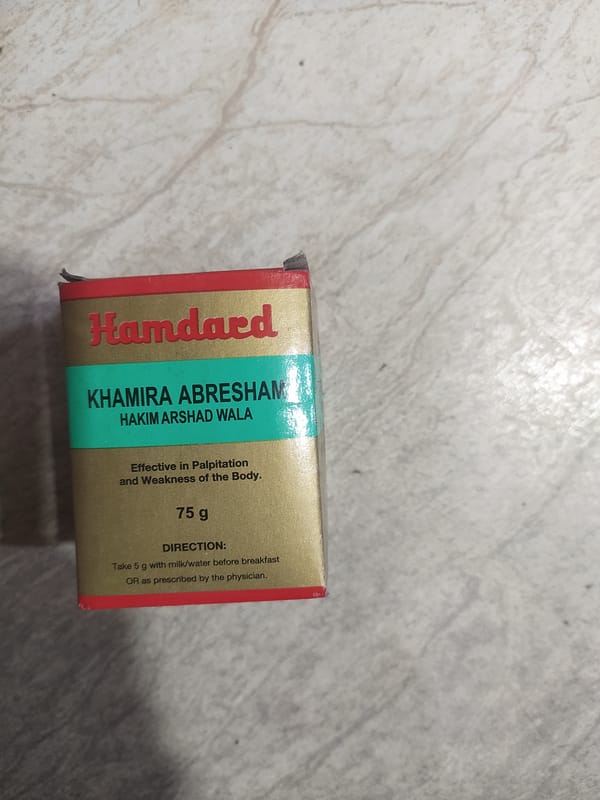 Hamdard
KHAMIRA ABRESHAM
HAKIM ARSHAD WALA
Effective in Palpitation
and Weakness of the Body.
75 g
DIRECTION:
Take 5 g with milk/water before breakfast
OR as prescribed by the physician.